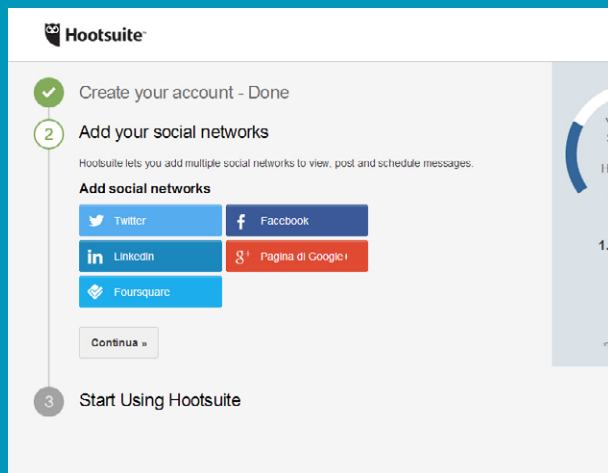 Hootsuite
Create your account - Done
2
Add your social networks
Hootsuite lets you add multiple social networks to view, post and schedule messages.
Add social networks
Twitter
f Facebook
in Linkedin
g+ Pagina di Google
Foursquare
Continua »
1.
3
Start Using Hootsuite